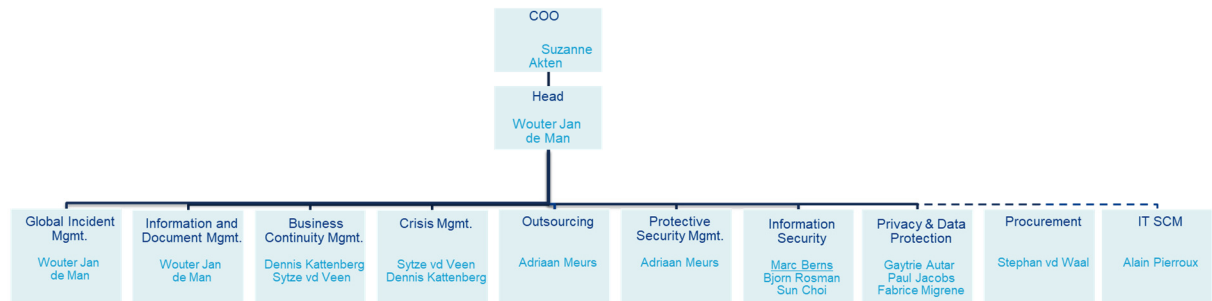 COO
Suzanne
Akten
Head
Wouter Jan
de Man
Global Incident
Mgmt.
Wouter Jan
de Man
Information and
Document Mgmt.
Wouter Jan
de Man
Business
Continuity Mgmt.
Dennis Kattenberg
Sytze vd Veen
Crisis Mgmt.
Sytze vd Veen
Dennis Kattenberg
Outsourcing
Adriaan Meurs
Protective
Security Mgmt.
Adriaan Meurs
Information
Security
Marc Berns
Bjorn Rosman
Sun Choi
Privacy & Data
Protection
Gaytrie Autar
Paul Jacobs
Fabrice Migrene
Procurement
Stephan vd Waal
IT SCM
Alain Pierroux